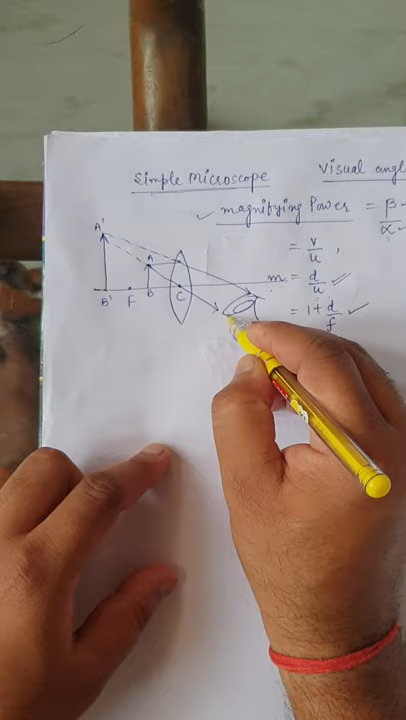 Simple Microscope
Visual angl
magnifying Power = β/α
= v/u ,
m = d/u
= 1+d/f
A'
A
B' F B C